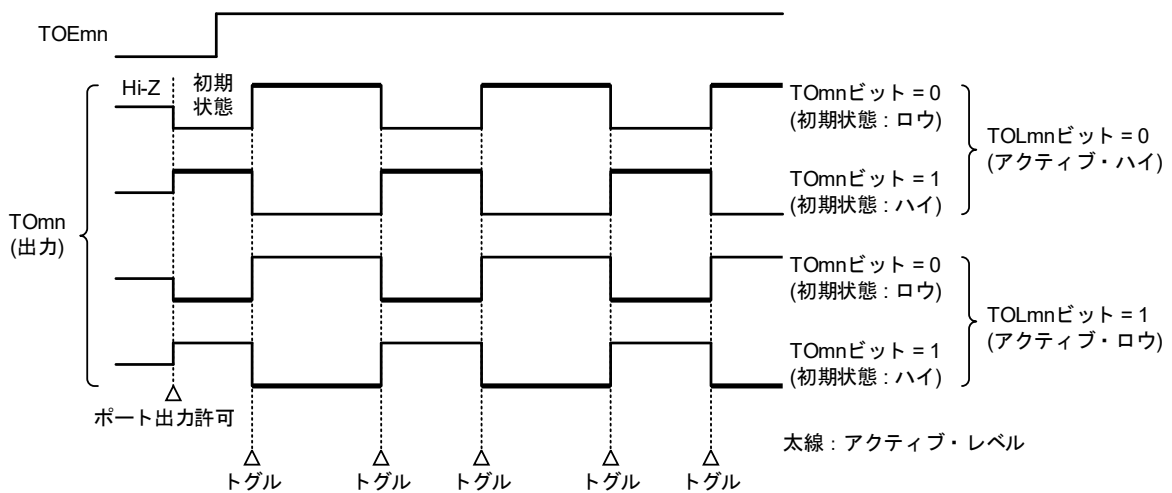 TOEmn
Hi-Z
初期
状態
TOmn
(出力)
TOmnビット = 0
(初期状態 : ロウ)
TOmnビット = 1
(初期状態 : ハイ)
TOLmnビット = 0
(アクティブ・ハイ)
TOmnビット = 0
(初期状態 : ロウ)
TOmnビット = 1
(初期状態 : ハイ)
TOLmnビット = 1
(アクティブ・ロウ)
ポート出力許可
太線 : アクティブ・レベル
トグル トグル トグル トグル トグル